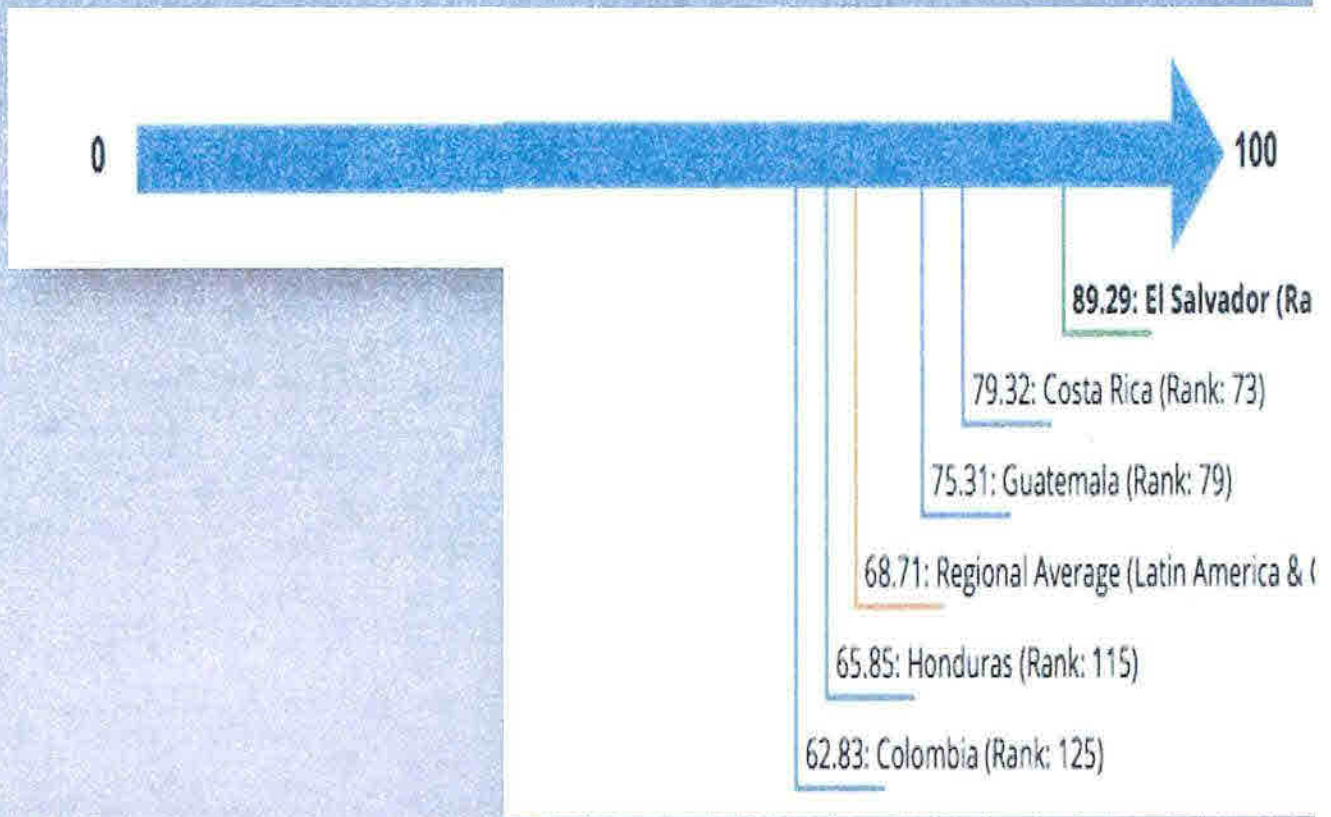 0
100
89.29: El Salvador (Ra
79.32: Costa Rica (Rank: 73)
75.31: Guatemala (Rank: 79)
68.71: Regional Average (Latin America & (
65.85: Honduras (Rank: 115)
62.83: Colombia (Rank: 125)